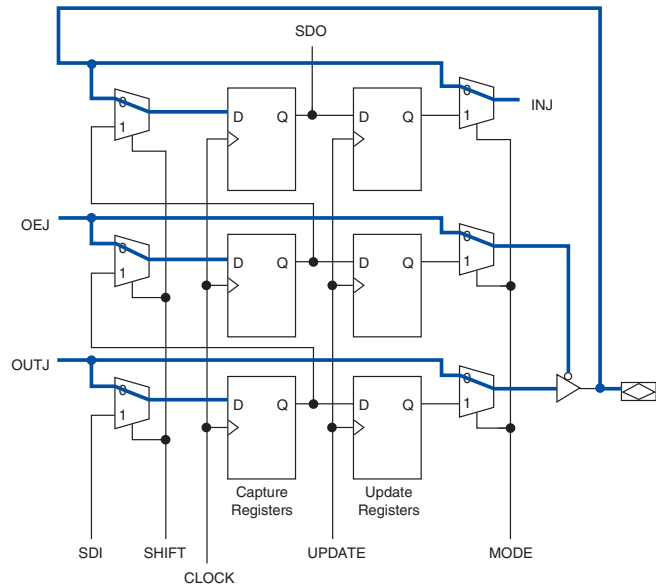 SDO
0
1
D Q
D Q
0
1
INJ
OEJ
0
1
D Q
D Q
0
1
OUTJ
0
1
D Q
D Q
0
1
Capture
Registers
Update
Registers
SDI
SHIFT
UPDATE
MODE
CLOCK